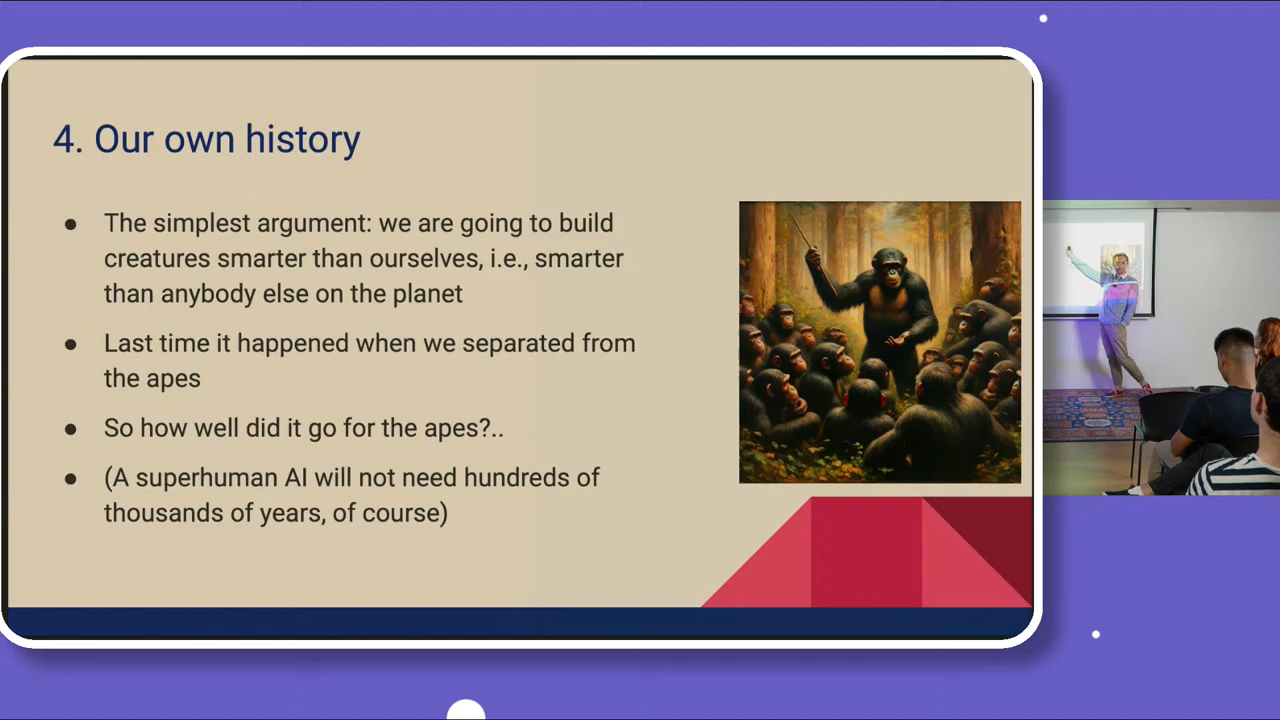 4. Our own history
● The simplest argument: we are going to build
creatures smarter than ourselves, i.e., smarter
than anybody else on the planet
● Last time it happened when we separated from
the apes
● So how well did it go for the apes?..
● (A superhuman AI will not need hundreds of
thousands of years, of course)